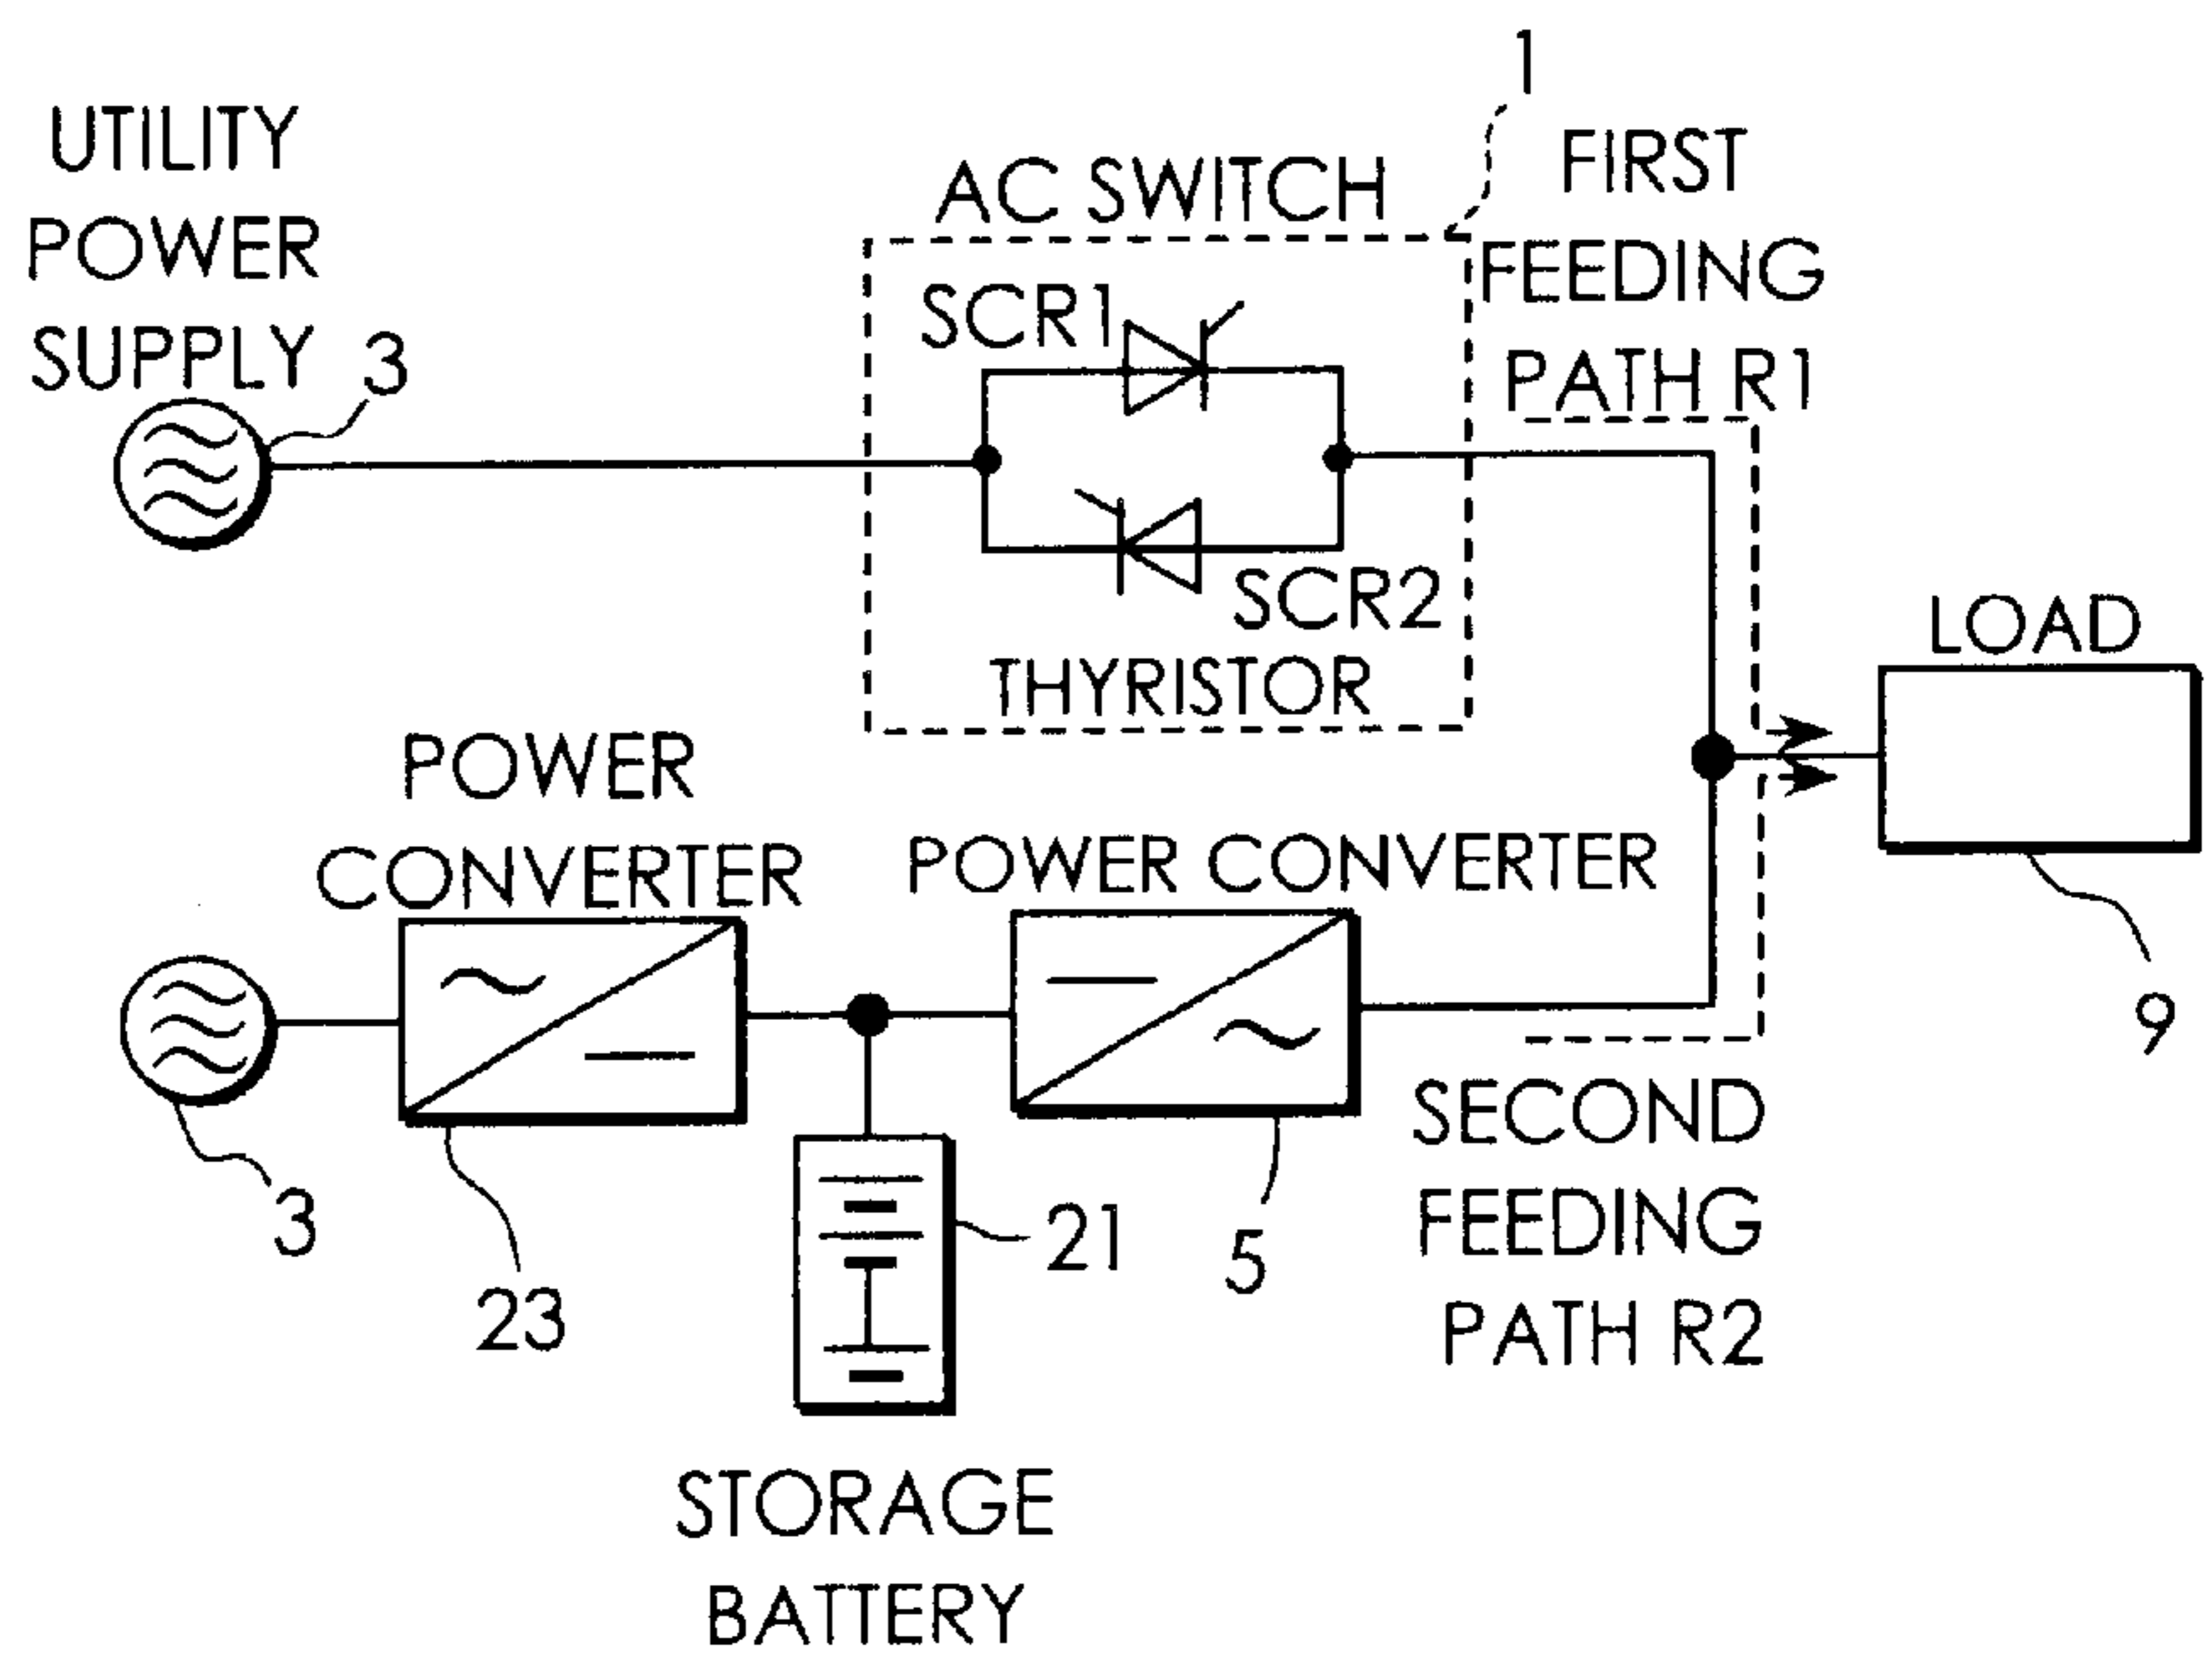 1
UTILITY
POWER
SUPPLY 3
AC SWITCH
FIRST
FEEDING
PATH R1
SCR1
SCR2
THYRISTOR
LOAD
9
POWER
CONVERTER
POWER CONVERTER
3
23
21
5
SECOND
FEEDING
PATH R2
STORAGE
BATTERY